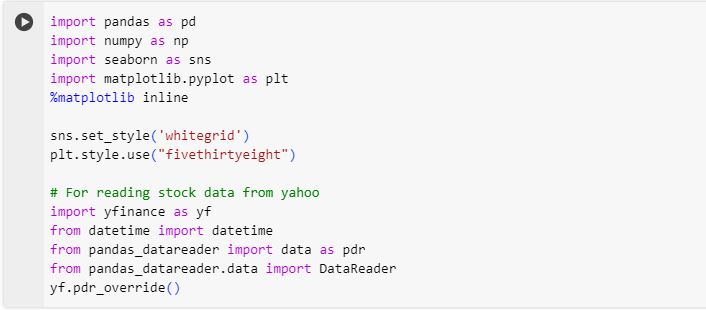 import pandas as pd
import numpy as np
import seaborn as sns
import matplotlib.pyplot as plt
%matplotlib inline
sns.set_style('whitegrid')
plt.style.use("fivethirtyeight")
# For reading stock data from yahoo
import yfinance as yf
from datetime import datetime
from pandas_datareader import data as pdr
from pandas_datareader.data import DataReader
yf.pdr_override()